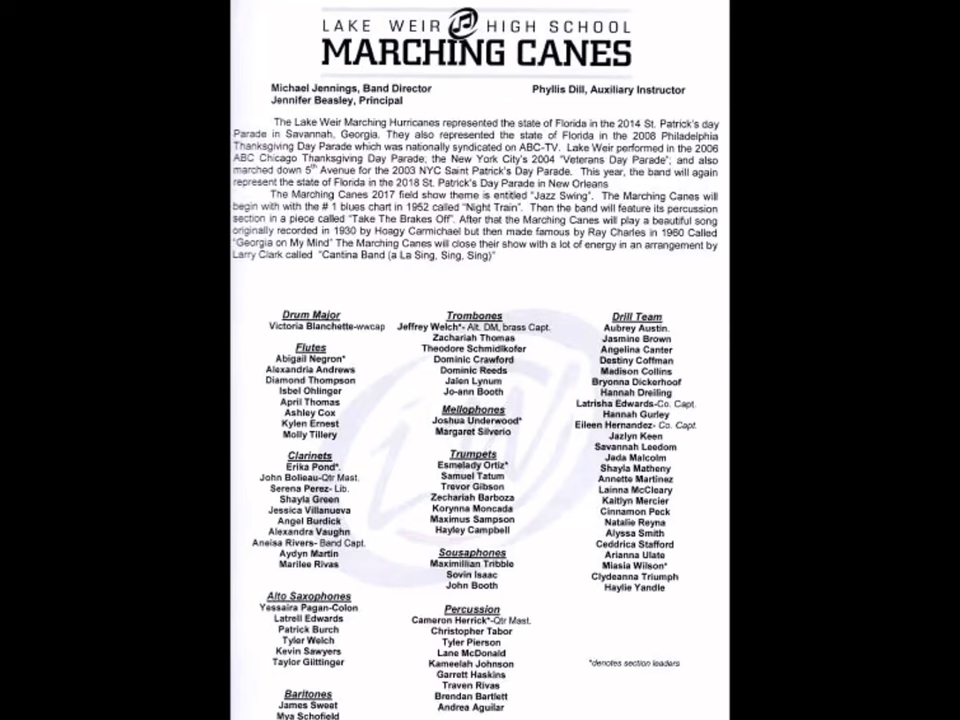 LAKE WEIR HIGH SCHOOL
MARCHING CANES
Michael Jennings, Band Director
Jennifer Beasley, Principal
Phyllis Dill, Auxiliary Instructor
The Lake Weir Marching Hurricanes represented the state of Florida in the 2014 St. Patrick's day
Parade in Savannah, Georgia. They also represented the state of Florida in the 2008 Philadelphia
Thanksgiving Day Parade which was nationally syndicated on ABC-TV. Lake Weir performed in the 2006
ABC Chicago Thanksgiving Day Parade; the New York City's 2004 "Veterans Day Parade"; and also
marched down 5th Avenue for the 2003 NYC Saint Patrick's Day Parade. This year, the band will again
represent the state of Florida in the 2018 St. Patrick's Day Parade in New Orleans
The Marching Canes 2017 field show theme is entitled "Jazz Swing". The Marching Canes will
begin with with the # 1 blues chart in 1952 called "Night Train". Then the band will feature its percussion
section in a piece called "Take The Brakes Off". After that the Marching Canes will play a beautiful song
originally recorded in 1930 by Hoagy Carmichael but then made famous by Ray Charles in 1960 Called
"Georgia on My Mind" The Marching Canes will close their show with a lot of energy in an arrangement by
Larry Clark called "Cantina Band (a La Sing, Sing, Sing)"
Drum Major
Victoria Blanchette-wwcap
Flutes
Abigail Negron*
Alexandria Andrews
Diamond Thompson
Isbel Ohlinger
April Thomas
Ashley Cox
Kylen Ernest
Molly Tillery
Clarinets
Erika Pond*.
John Bolleau-Qtr Mast.
Serena Perez- Lib.
Shayla Green
Jessica Villanueva
Angel Burdick
Alexandra Vaughn
Aneisa Rivers- Band Capt.
Aydyn Martin
Marilee Rivas
Alto Saxophones
Yessaira Pagan-Colon
Latrell Edwards
Patrick Burch
Tyler Welch
Kevin Sawyers
Taylor Gilttinger
Baritones
James Sweet
Mya Schofield
Trombones
Jeffrey Welch*- Alt. DM, brass Capt.
Zachariah Thomas
Theodore Schmidlkofer
Dominic Crawford
Dominic Reeds
Jalen Lynum
Jo-ann Booth
Mellophones
Joshua Underwood*
Margaret Silverio
Trumpets
Esmelady Ortiz*
Samuel Tatum
Trevor Gibson
Zechariah Barboza
Korynna Moncada
Maximus Sampson
Hayley Campbell
Sousaphones
Maximillian Tribble
Sovin Isaac
John Booth
Percussion
Cameron Herrick*-Qtr Mast.
Christopher Tabor
Tyler Pierson
Lane McDonald
Kameelah Johnson
Garrett Haskins
Traven Rivas
Brendan Bartlett
Andrea Aguilar
Drill Team
Aubrey Austin.
Jasmine Brown
Angelina Canter
Destiny Coffman
Madison Collins
Bryonna Dickerhoof
Hannah Dreiling
Latrisha Edwards-Co. Capt.
Hannah Gurley
Eileen Hernandez- Co. Capt.
Jazlyn Keen
Savannah Leedom
Jada Malcolm
Shayla Matheny
Annette Martinez
Lainna McCleary
Kaitlyn Mercier
Cinnamon Peck
Natalie Reyna
Alyssa Smith
Ceddrica Stafford
Arianna Ulate
Miasia Wilson*
Clydeanna Triumph
Haylie Yandle
*denotes section leaders